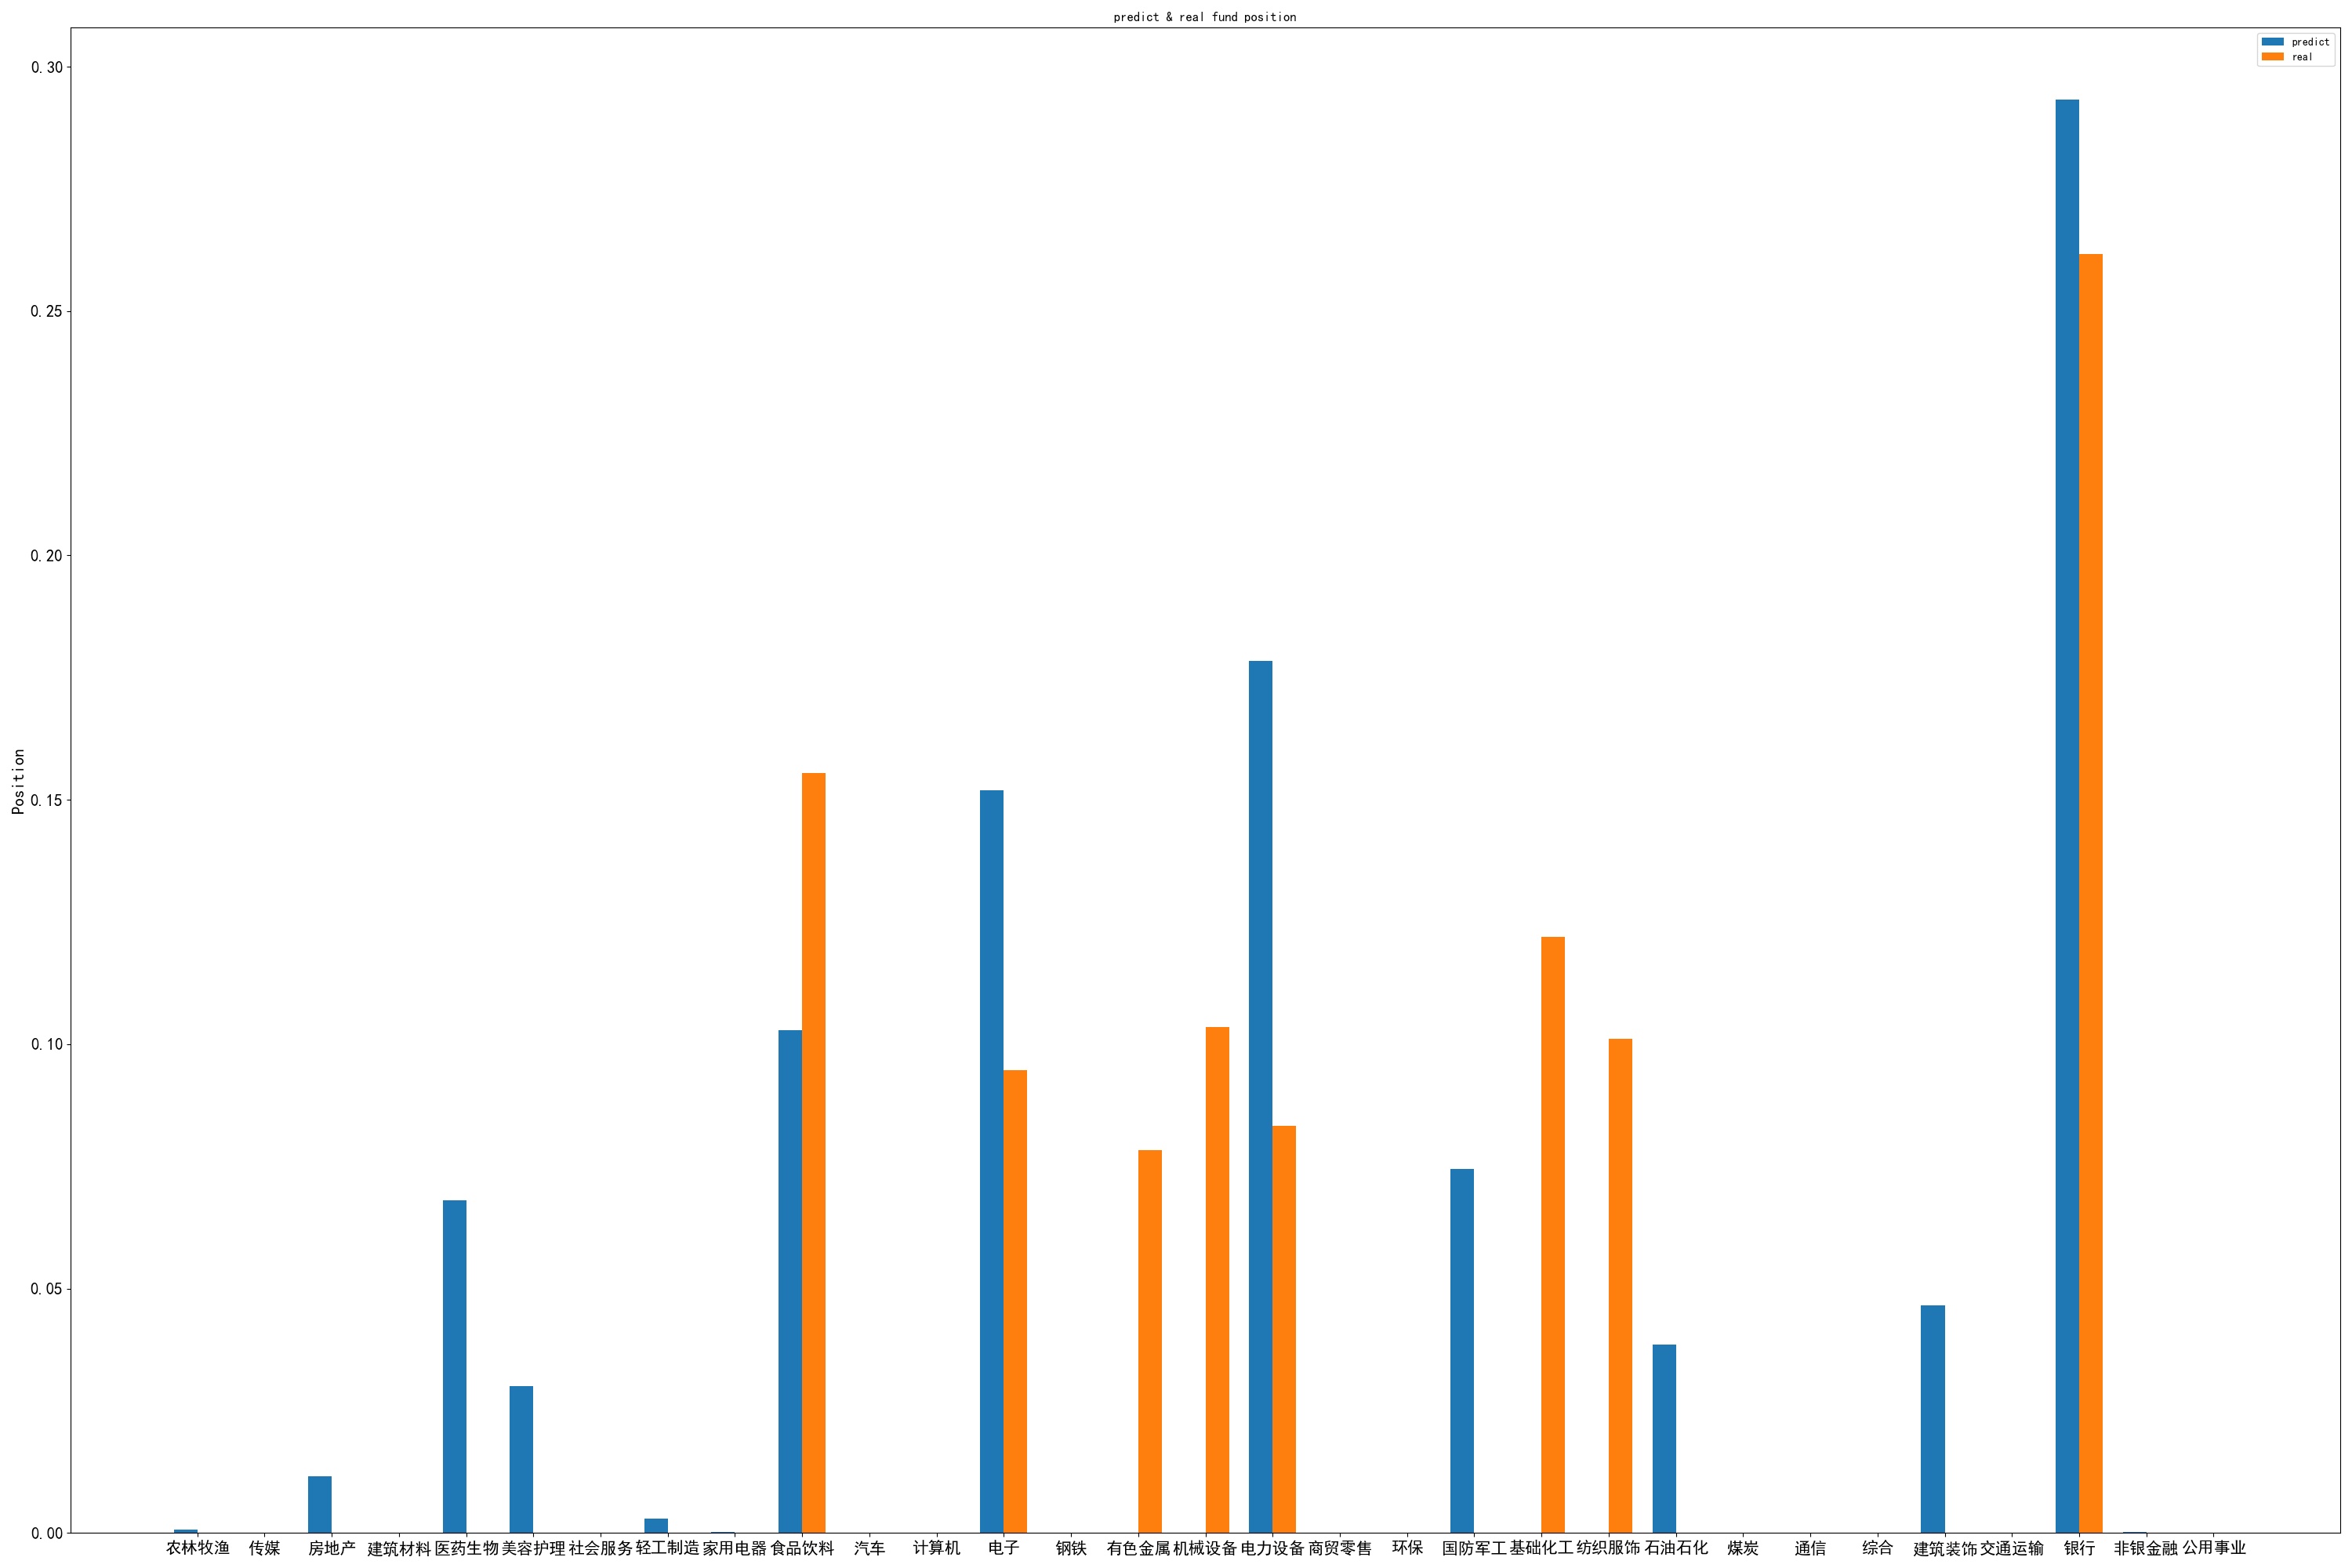 predict & real fund position
predict
real
0.30
0.25
0.20
0.15
0.10
0.05
0.00
Position
农林牧渔 传媒 房地产 建筑材料 医药生物 美容护理 社会服务 轻工制造 家用电器 食品饮料 汽车 计算机 电子 钢铁 有色金属 机械设备 电力设备 商贸零售 环保 国防军工 基础化工 纺织服饰 石油石化 煤炭 通信 综合 建筑装饰 交通运输 银行 非银金融 公用事业